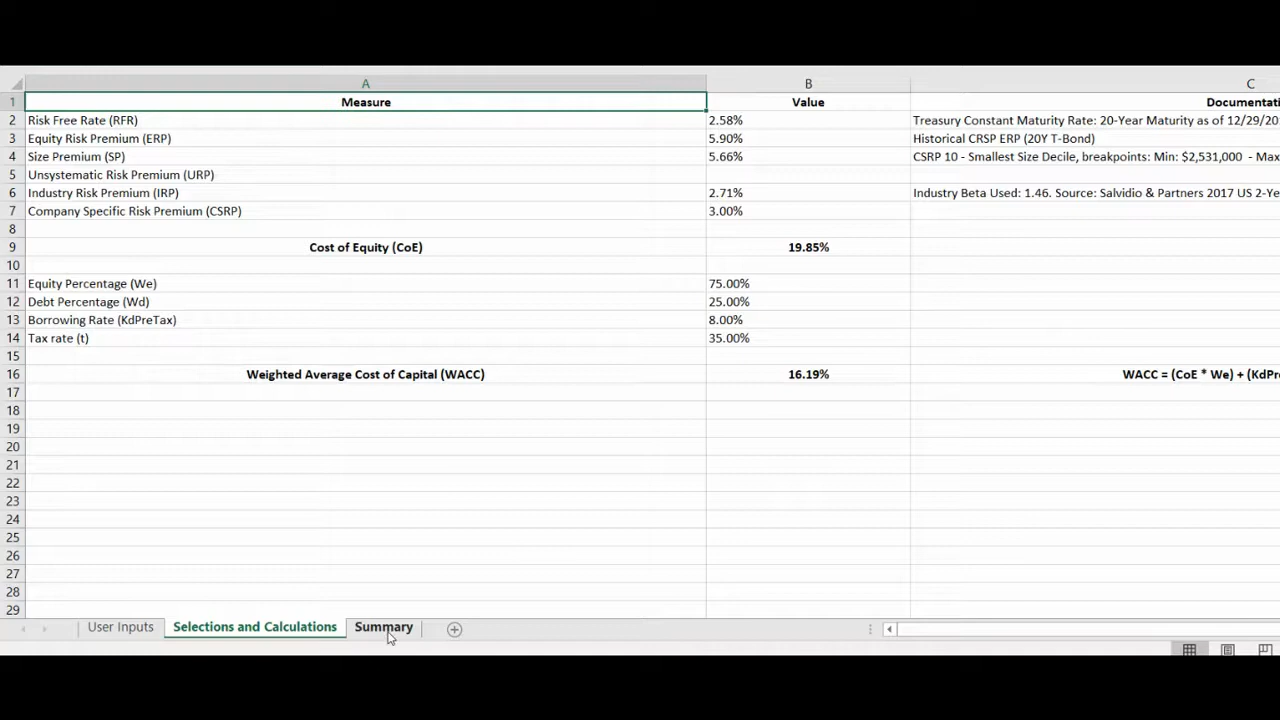 A B C
1 Measure Value Documentati
2 Risk Free Rate (RFR) 2.58% Treasury Constant Maturity Rate: 20-Year Maturity as of 12/29/20
3 Equity Risk Premium (ERP) 5.90% Historical CRSP ERP (20Y T-Bond)
4 Size Premium (SP) 5.66% CSRP 10 - Smallest Size Decile, breakpoints: Min: $2,531,000 - Max
5 Unsystematic Risk Premium (URP)
6 Industry Risk Premium (IRP) 2.71% Industry Beta Used: 1.46. Source: Salvidio & Partners 2017 US 2-Ye
7 Company Specific Risk Premium (CSRP) 3.00%
8
9 Cost of Equity (CoE) 19.85%
10
11 Equity Percentage (We) 75.00%
12 Debt Percentage (Wd) 25.00%
13 Borrowing Rate (KdPreTax) 8.00%
14 Tax rate (t) 35.00%
15
16 Weighted Average Cost of Capital (WACC) 16.19% WACC = (CoE * We) + (KdPre
17
18
19
20
21
22
23
24
25
26
27
28
29
User Inputs Selections and Calculations Summary